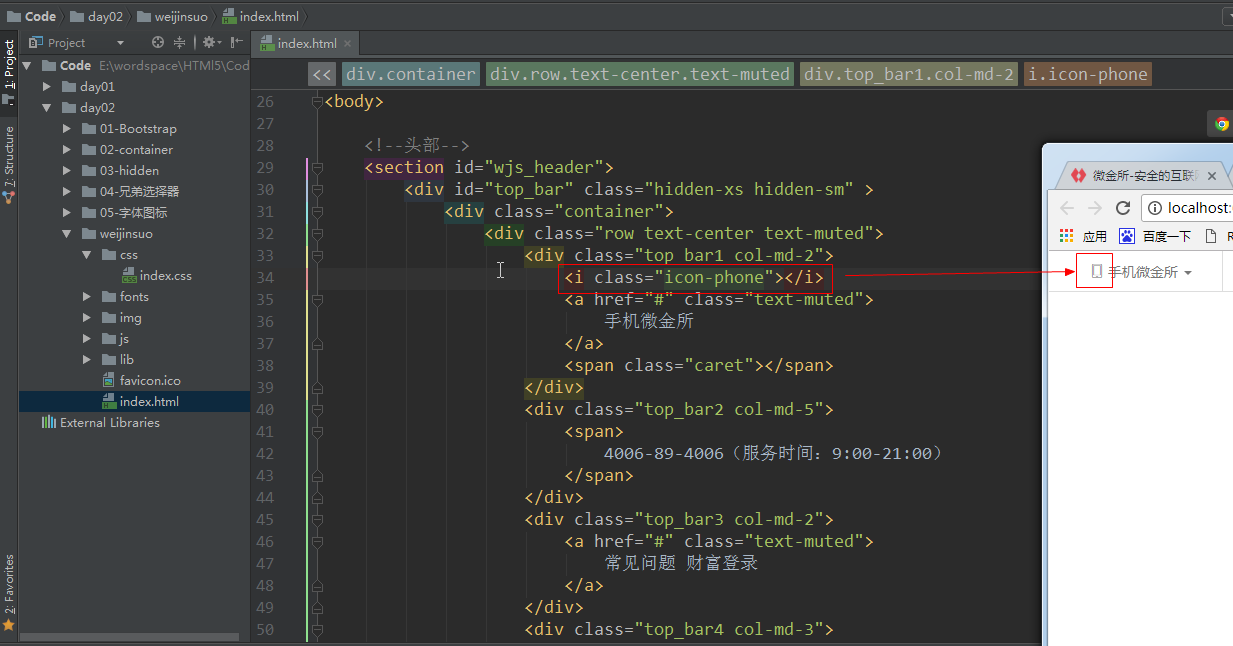 Code day02 weijinsuo index.html
Project
index.html
1: Project
7: Structure
2: Favorites
Code E:\wordspace\HTMl5\Cod
day01
day02
01-Bootstrap
02-container
03-hidden
04-兄弟选择器
05-字体图标
weijinsuo
css
index.css
fonts
img
js
lib
favicon.ico
index.html
External Libraries
<< div.container div.row.text-center.text-muted div.top_bar1.col-md-2 i.icon-phone
26 <body>
27
28 <!--头部-->
29 <section id="wjs_header">
30 <div id="top_bar" class="hidden-xs hidden-sm" >
31 <div class="container">
32 <div class="row text-center text-muted">
33 <div class="top_bar1 col-md-2">
34 <i class="icon-phone"></i>
35 <a href="#" class="text-muted">
36 手机微金所
37 </a>
38 <span class="caret"></span>
39 </div>
40 <div class="top_bar2 col-md-5">
41 <span>
42 4006-89-4006（服务时间：9:00-21:00）
43 </span>
44 </div>
45 <div class="top_bar3 col-md-2">
46 <a href="#" class="text-muted">
47 常见问题 财富登录
48 </a>
49 </div>
50 <div class="top_bar4 col-md-3">
微金所-安全的互联
localhost:
应用 百度一下
手机微金所